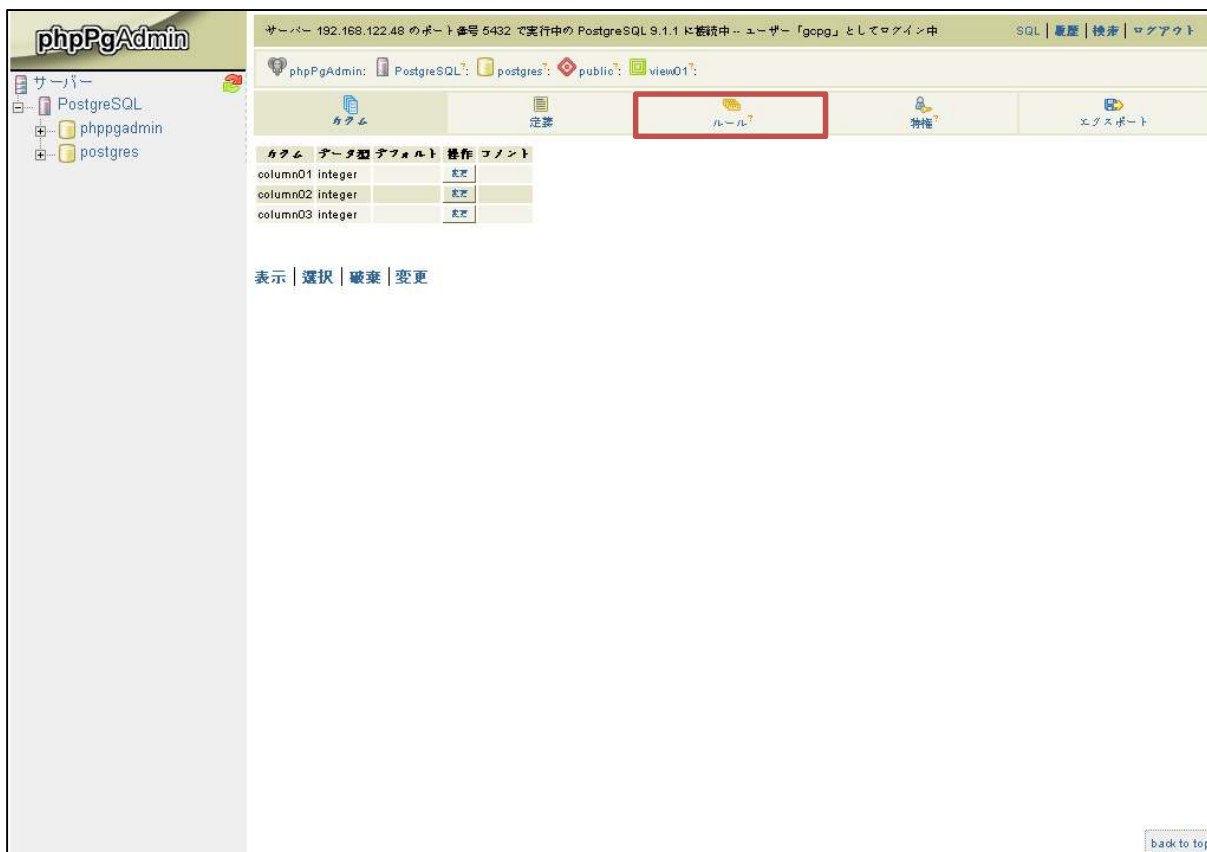 phpPgAdmin
サーバー
PostgreSQL
phppgadmin
postgres
サーバー 192.168.122.48 のポート番号 5432 で実行中の PostgreSQL 9.1.1 に接続中 -- ユーザー 「gcpg」としてログイン中
SQL | 履歴 | 検索 | ログアウト
phpPgAdmin: PostgreSQL?: postgres?: public?: view01?:
カラム 定義 ルール? 特権? エクスポート
カラム データ型 デフォルト 操作 コメント
column01 integer 変更
column02 integer 変更
column03 integer 変更
表示 | 選択 | 破棄 | 変更
back to top